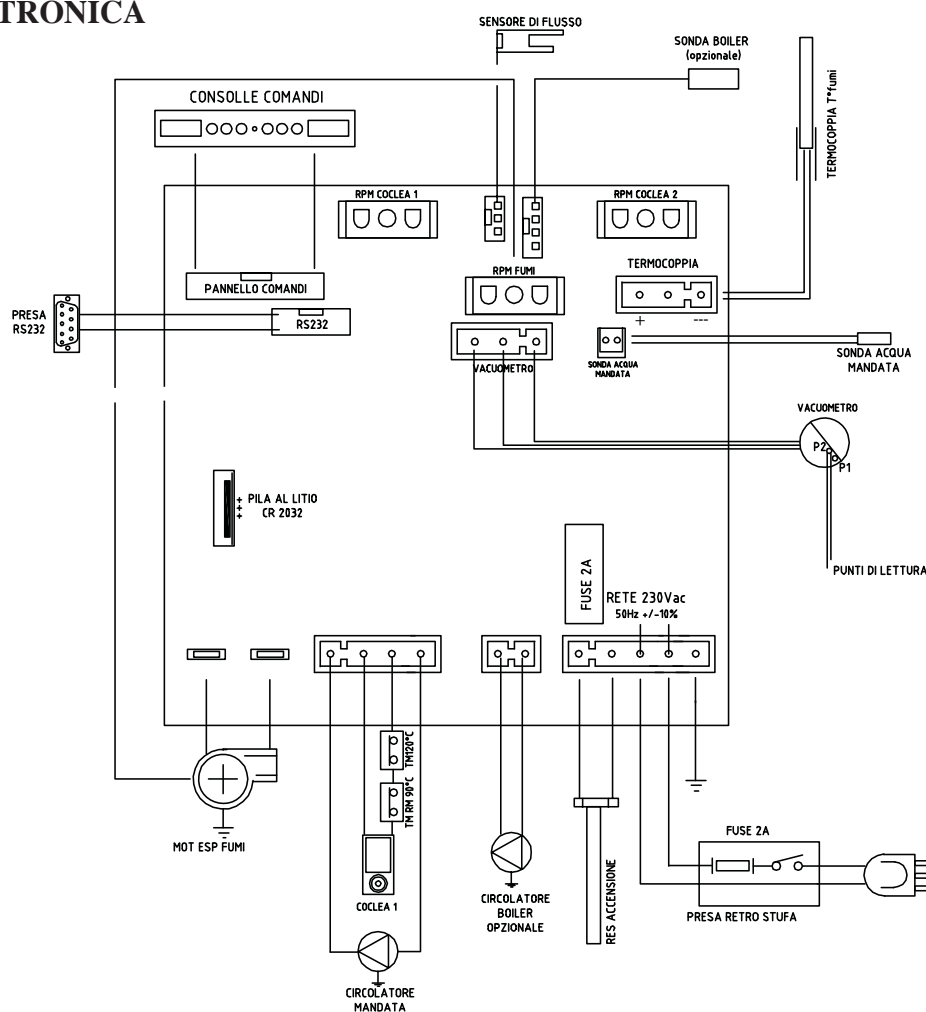 TRONICA
SENSORE DI FLUSSO
SONDA BOILER
(opzionale)
TERMOCOPPIA T°fumi
CONSOLLE COMANDI
RPM COCLEA 1
RPM COCLEA 2
RPM FUMI
TERMOCOPPIA
+ ---
PANNELLO COMANDI
PRESA
RS232
RS232
VACUOMETRO
SONDA ACQUA
MANDATA
SONDA ACQUA
MANDATA
VACUOMETRO
P2
P1
PUNTI DI LETTURA
+
+
+
PILA AL LITIO
CR 2032
FUSE 2A
RETE 230Vac
50Hz +/-10%
TM120°C
TM RM 90°C
MOT ESP FUMI
COCLEA 1
CIRCOLATORE
MANDATA
CIRCOLATORE
BOILER
OPZIONALE
RES ACCENSIONE
FUSE 2A
PRESA RETRO STUFA